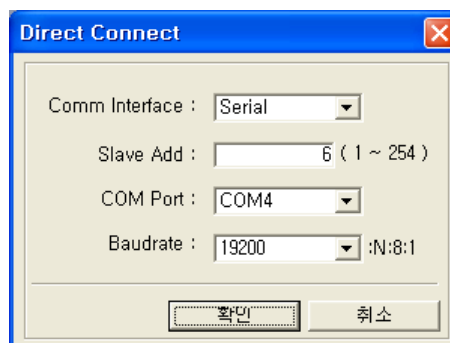 Direct Connect
Comm Interface : Serial
Slave Add : 6 ( 1 ~ 254 )
COM Port : COM4
Baudrate : 19200 :N:8:1
확인 취소